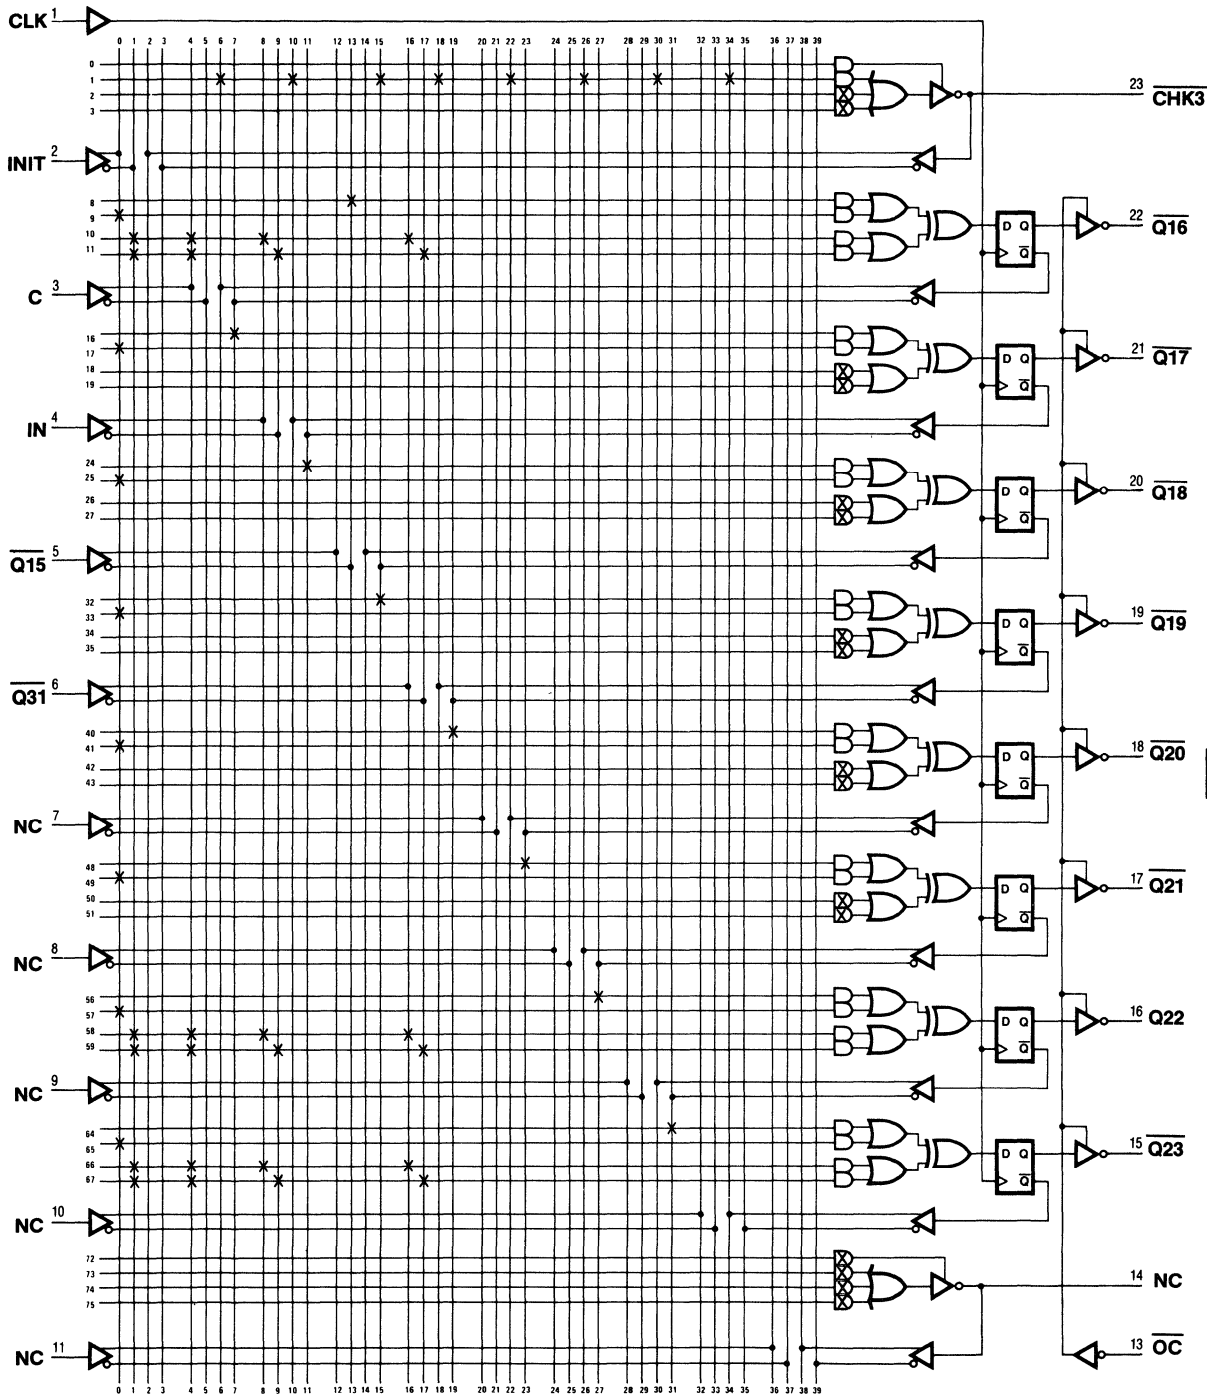 CLK 1
0 1 2 3 4 5 6 7 8 9 10 11 12 13 14 15 16 17 18 19 20 21 22 23 24 25 26 27 28 29 30 31 32 33 34 35 36 37 38 39
0
1
2
3
23 CHK3
INIT 2
8
9
10
11
D Q
Q
22 Q16
C 3
16
17
18
19
D Q
Q
21 Q17
IN 4
24
25
26
27
D Q
Q
20 Q18
Q15 5
32
33
34
35
D Q
Q
19 Q19
Q31 6
40
41
42
43
D Q
Q
18 Q20
NC 7
48
49
50
51
D Q
Q
17 Q21
NC 8
56
57
58
59
D Q
Q
16 Q22
NC 9
64
65
66
67
D Q
Q
15 Q23
NC 10
72
73
74
75
14 NC
NC 11
13 OC
0 1 2 3 4 5 6 7 8 9 10 11 12 13 14 15 16 17 18 19 20 21 22 23 24 25 26 27 28 29 30 31 32 33 34 35 36 37 38 39